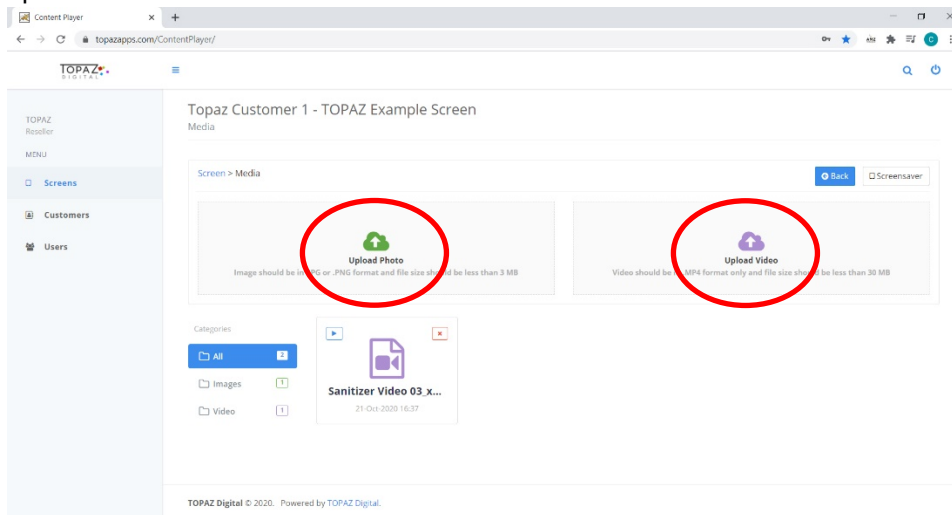 Content Player
topazapps.com/ContentPlayer/
TOPAZ
DIGITAL
TOPAZ
Reseller
MENU
Screens
Customers
Users
Topaz Customer 1 - TOPAZ Example Screen
Media
Screen > Media
Back
Screensaver
Upload Photo
Image should be in JPG or .PNG format and file size should be less than 3 MB
Upload Video
Video should be MP4 format only and file size should be less than 30 MB
Categories
All 2
Images 1
Video 1
Sanitizer Video 03_x...
21-Oct-2020 16:37
TOPAZ Digital © 2020. Powered by TOPAZ Digital.